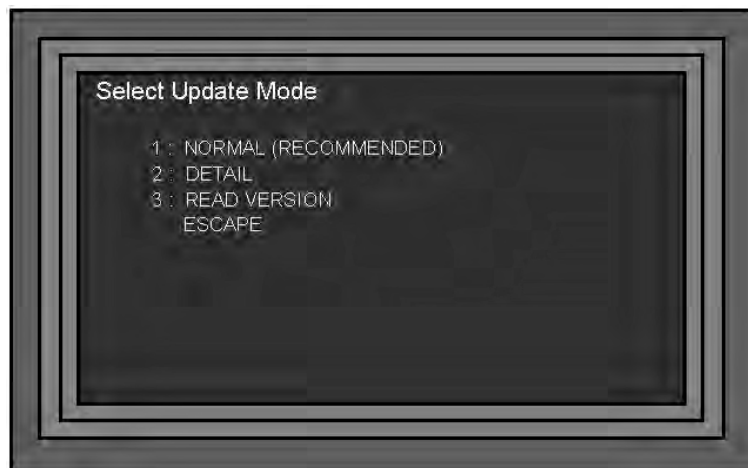 Select Update Mode
1 : NORMAL (RECOMMENDED)
2 : DETAIL
3 : READ VERSION
ESCAPE